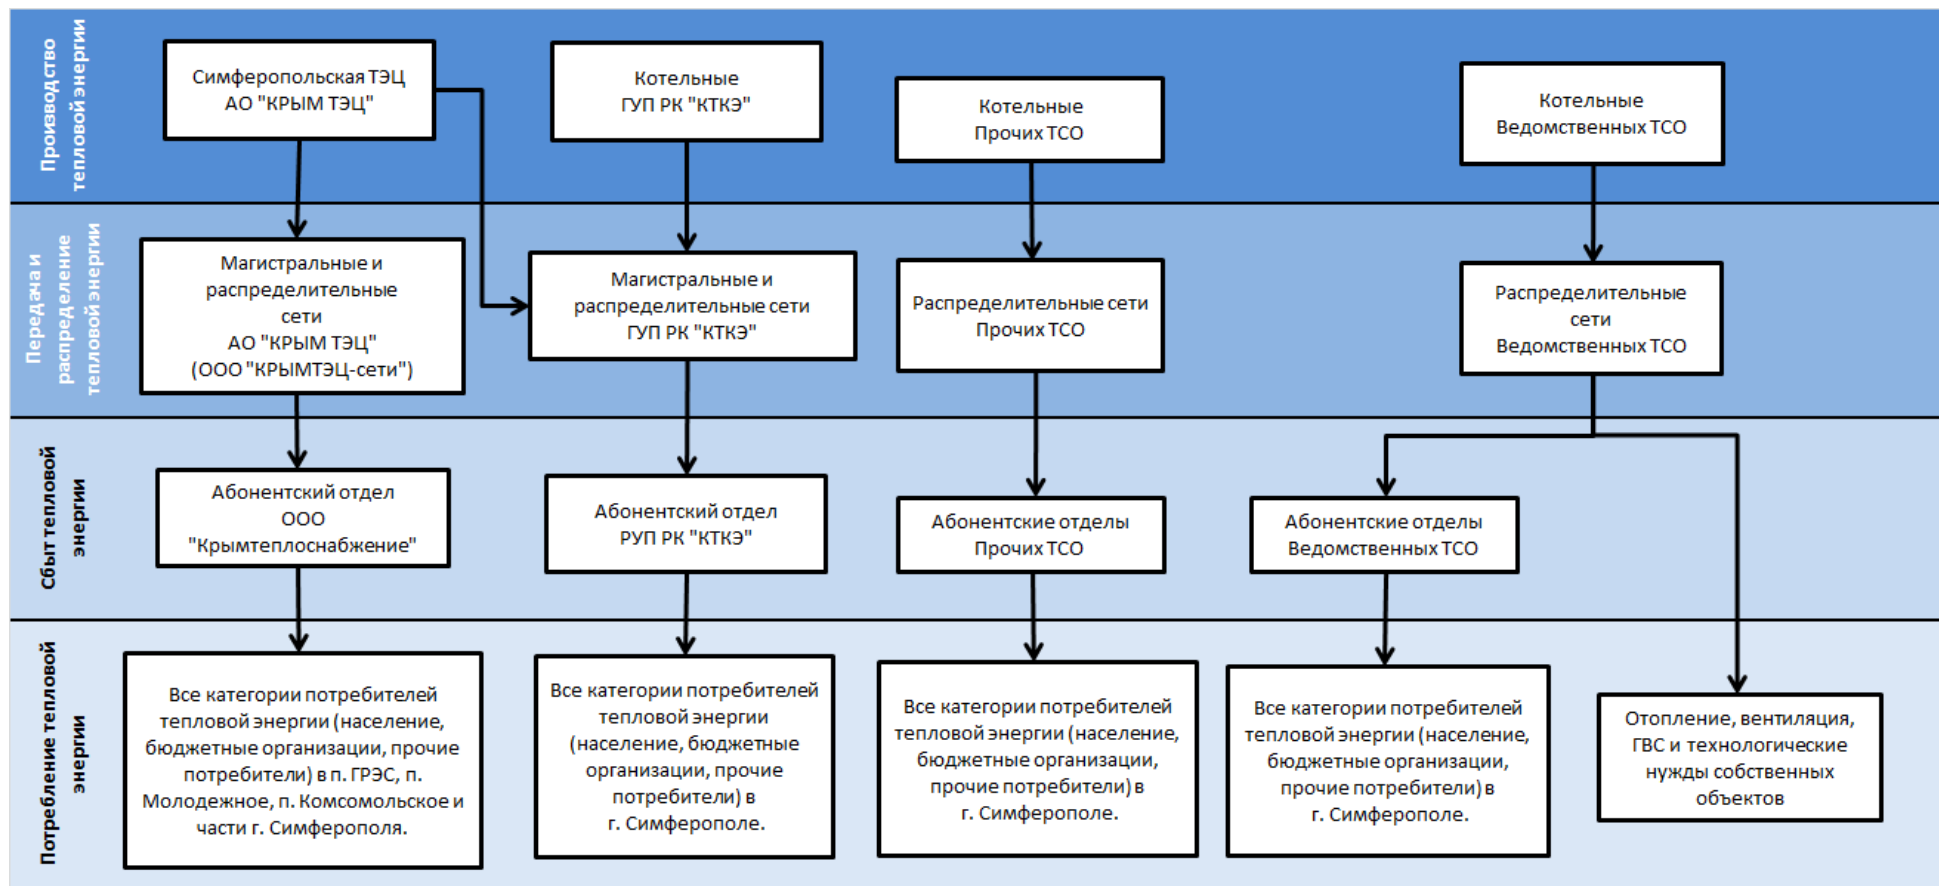 Производство
тепловой энергии
Симферопольская ТЭЦ
АО "КРЫМ ТЭЦ"
Котельные
ГУП РК "КТКЭ"
Котельные
Прочих ТСО
Котельные
Ведомственных ТСО
Передача и
распределение
тепловой энергии
Магистральные и
распределительные
сети
АО "КРЫМ ТЭЦ"
(ООО "КРЫМТЭЦ-сети")
Магистральные и
распределительные сети
ГУП РК "КТКЭ"
Распределительные сети
Прочих ТСО
Распределительные
сети
Ведомственных ТСО
Сбыт тепловой
энергии
Абонентский отдел
ООО
"Крымтеплоснабжение"
Абонентский отдел
РУП РК "КТКЭ"
Абонентские отделы
Прочих ТСО
Абонентские отделы
Ведомственных ТСО
Потребление тепловой
энергии
Все категории потребителей
тепловой энергии (население,
бюджетные организации, прочие
потребители) в п. ГРЭС, п.
Молодежное, п. Комсомольское и
части г. Симферополя.
Все категории потребителей
тепловой энергии
(население, бюджетные
организации, прочие
потребители) в
г. Симферополе.
Все категории потребителей
тепловой энергии (население,
бюджетные организации,
прочие потребители) в
г. Симферополе.
Все категории потребителей
тепловой энергии (население,
бюджетные организации,
прочие потребители) в
г. Симферополе.
Отопление, вентиляция,
ГВС и технологические
нужды собственных
объектов